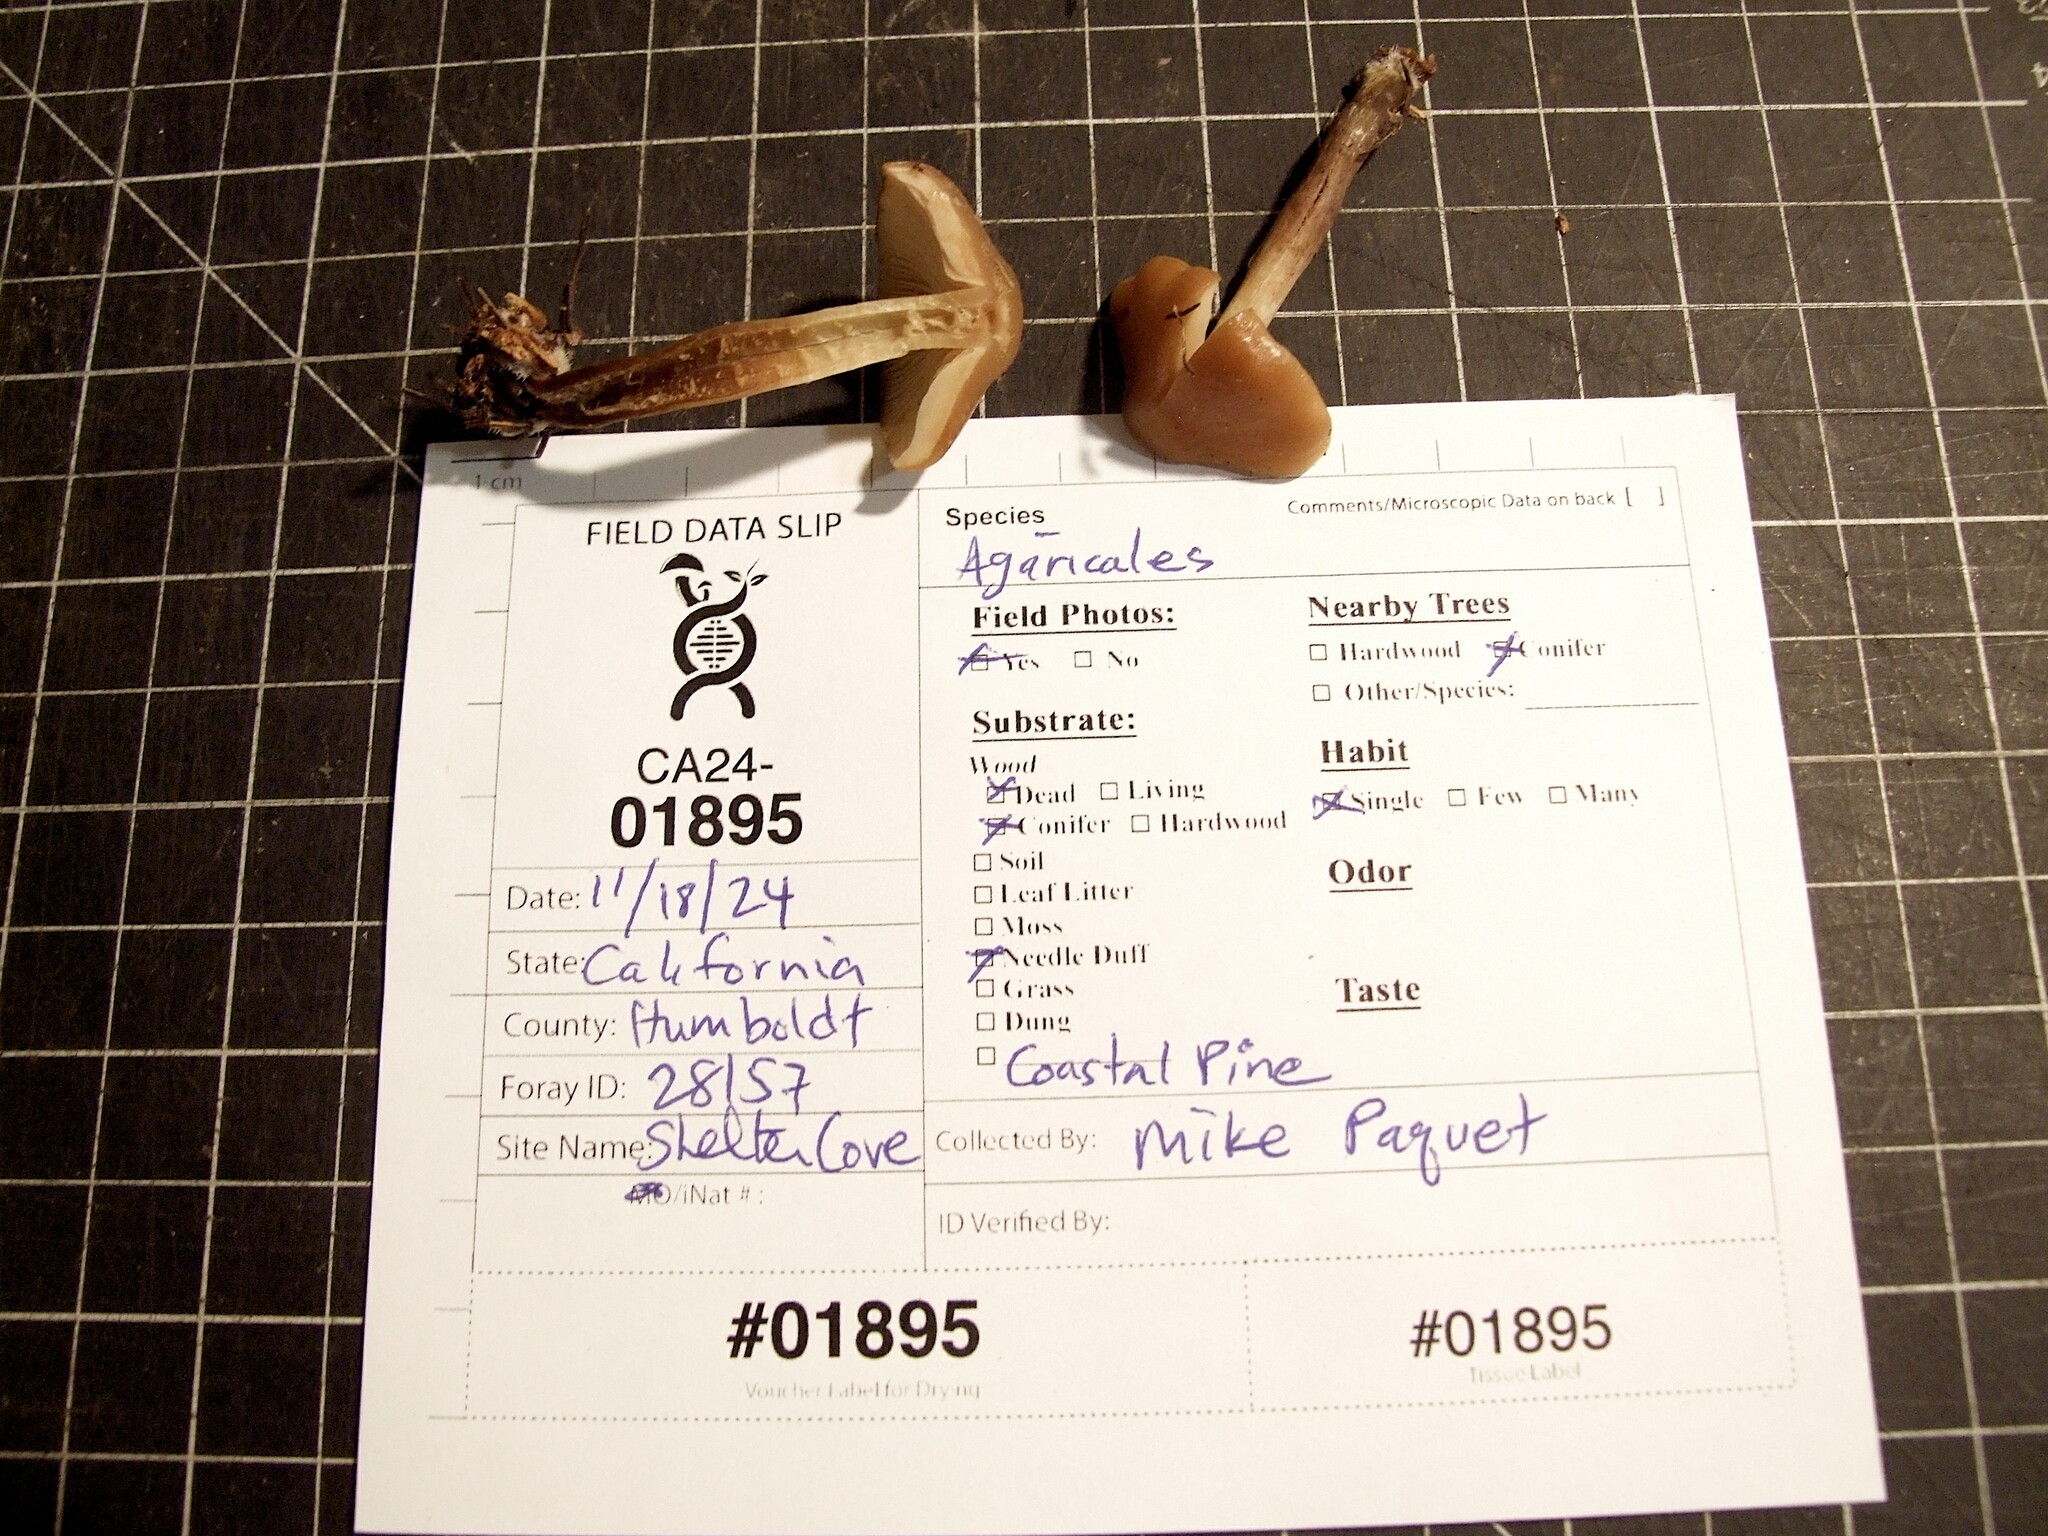 1 cm
FIELD DATA SLIP
CA24-
01895
Date: 11/18/24
State: California
County: Humboldt
Foray ID: 28157
Site Name: Shelter Cove
MO/iNat # :
Species
Comments/Microscopic Data on back [ ]
Agaricales
Field Photos:
Yes No
Substrate:
Wood
Dead Living
Conifer Hardwood
Soil
Leaf Litter
Moss
Needle Duff
Grass
Dung
Coastal Pine
Nearby Trees
Hardwood Conifer
Other/Species:
Habit
Single Few Many
Odor
Taste
Collected By: Mike Paquet
ID Verified By:
#01895
Voucher Label for Drying
#01895
Tissue Label